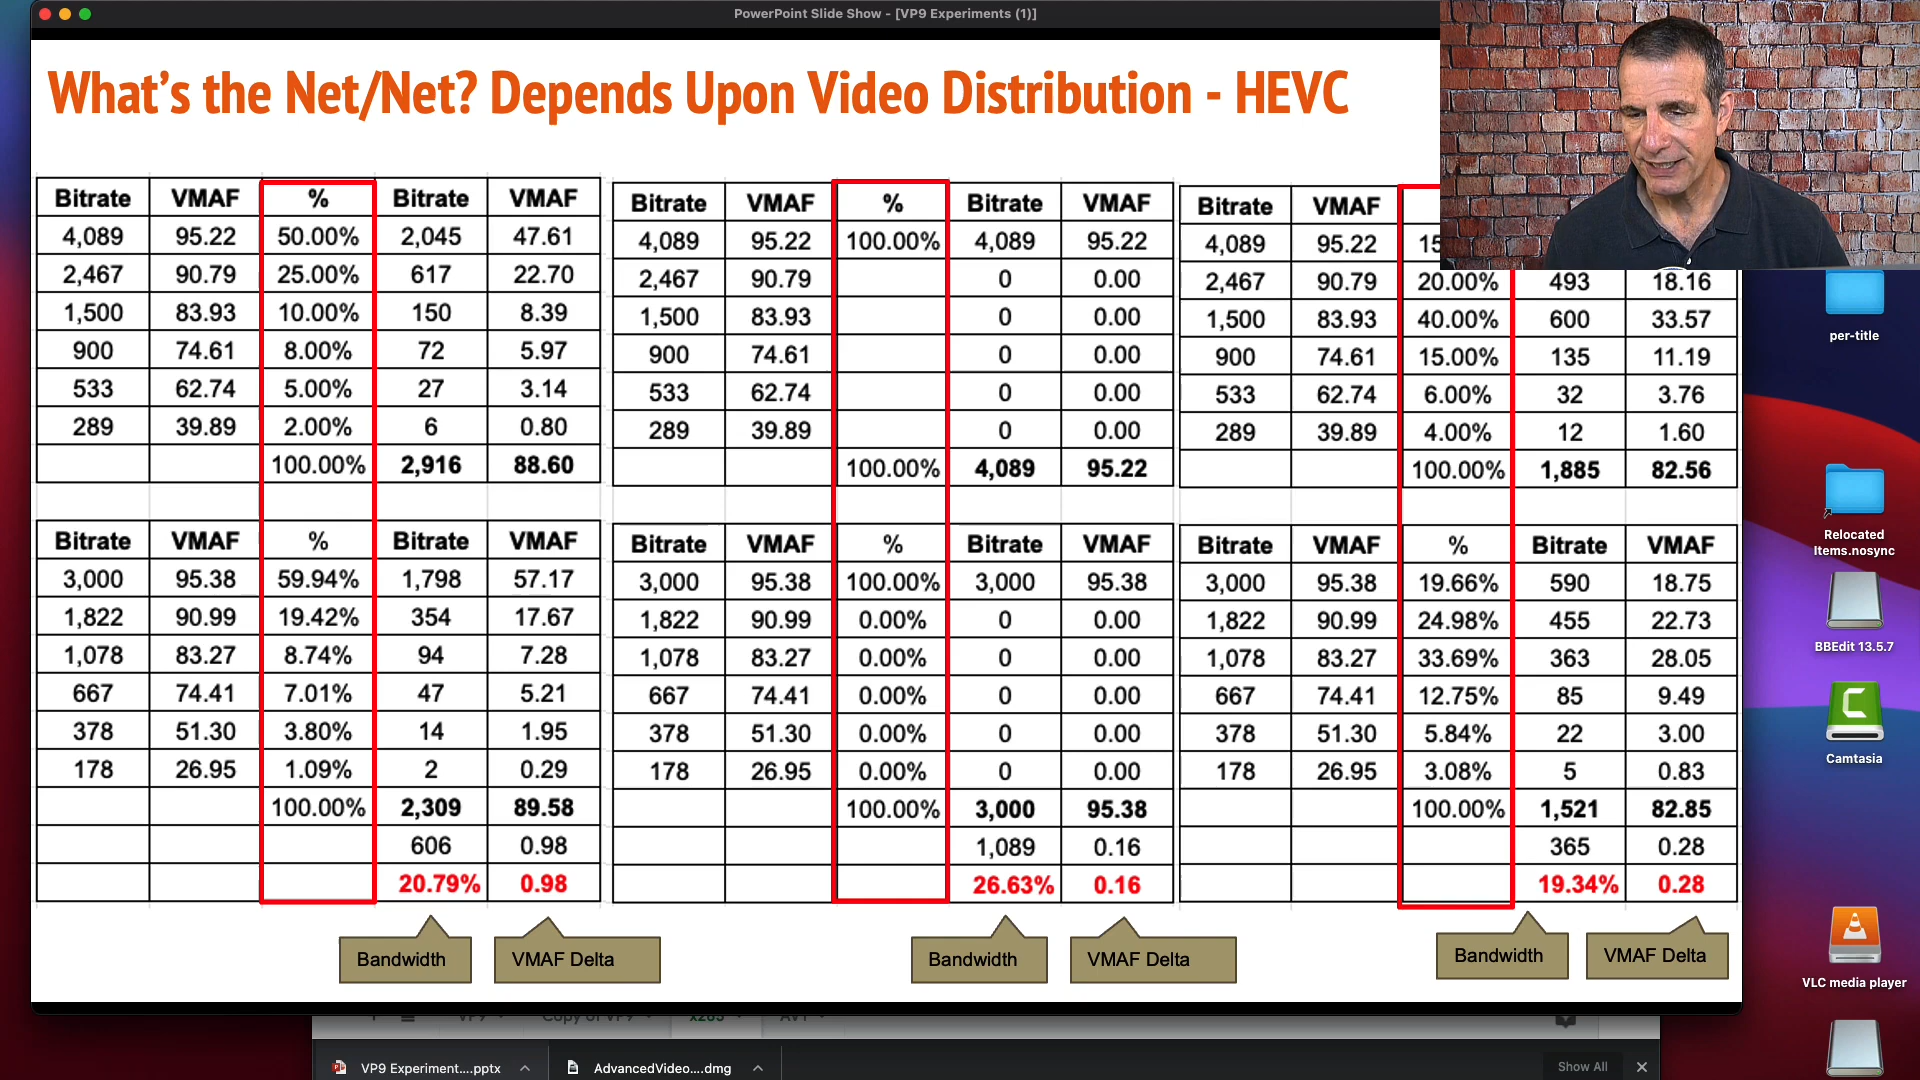 PowerPoint Slide Show - [VP9 Experiments (1)]
What's the Net/Net? Depends Upon Video Distribution - HEVC
Bitrate VMAF % Bitrate VMAF
4,089 95.22 50.00% 2,045 47.61
2,467 90.79 25.00% 617 22.70
1,500 83.93 10.00% 150 8.39
900 74.61 8.00% 72 5.97
533 62.74 5.00% 27 3.14
289 39.89 2.00% 6 0.80
100.00% 2,916 88.60
Bitrate VMAF % Bitrate VMAF
3,000 95.38 59.94% 1,798 57.17
1,822 90.99 19.42% 354 17.67
1,078 83.27 8.74% 94 7.28
667 74.41 7.01% 47 5.21
378 51.30 3.80% 14 1.95
178 26.95 1.09% 2 0.29
100.00% 2,309 89.58
606 0.98
20.79% 0.98
Bandwidth
VMAF Delta
Bitrate VMAF % Bitrate VMAF
4,089 95.22 100.00% 4,089 95.22
2,467 90.79 0 0.00
1,500 83.93 0 0.00
900 74.61 0 0.00
533 62.74 0 0.00
289 39.89 0 0.00
100.00% 4,089 95.22
Bitrate VMAF % Bitrate VMAF
3,000 95.38 100.00% 3,000 95.38
1,822 90.99 0.00% 0 0.00
1,078 83.27 0.00% 0 0.00
667 74.41 0.00% 0 0.00
378 51.30 0.00% 0 0.00
178 26.95 0.00% 0 0.00
100.00% 3,000 95.38
1,089 0.16
26.63% 0.16
Bandwidth
VMAF Delta
Bitrate VMAF
4,089 95.22 15
2,467 90.79 20.00% 493 18.16
1,500 83.93 40.00% 600 33.57
900 74.61 15.00% 135 11.19
533 62.74 6.00% 32 3.76
289 39.89 4.00% 12 1.60
100.00% 1,885 82.56
Bitrate VMAF % Bitrate VMAF
3,000 95.38 19.66% 590 18.75
1,822 90.99 24.98% 455 22.73
1,078 83.27 33.69% 363 28.05
667 74.41 12.75% 85 9.49
378 51.30 5.84% 22 3.00
178 26.95 3.08% 5 0.83
100.00% 1,521 82.85
365 0.28
19.34% 0.28
Bandwidth
VMAF Delta
per-title
Relocated
Items.nosync
BBEdit 13.5.7
Camtasia
VLC media player
VP9 Copy of VP9 x265 AV1
VP9 Experiment....pptx
AdvancedVideo....dmg
Show All